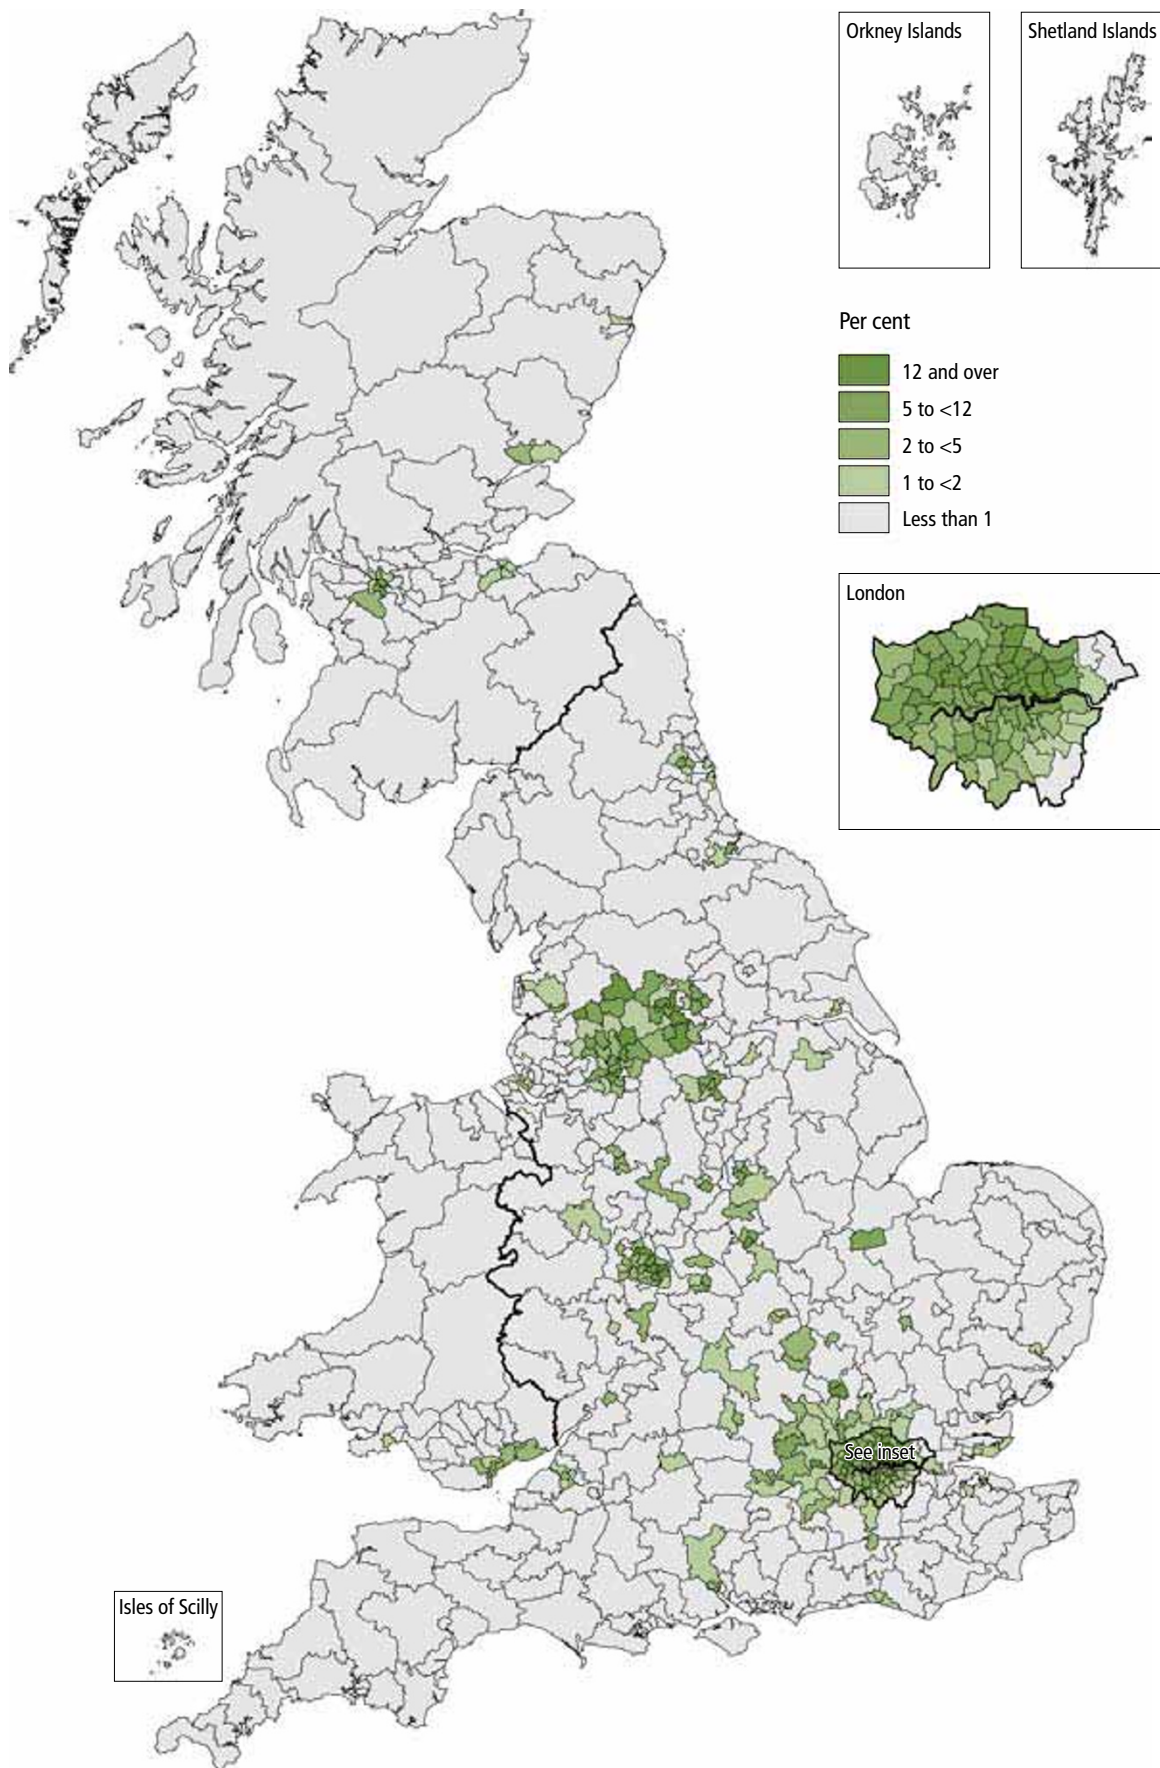 Orkney Islands
Shetland Islands
Per cent
12 and over
5 to <12
2 to <5
1 to <2
Less than 1
London
See inset
Isles of Scilly